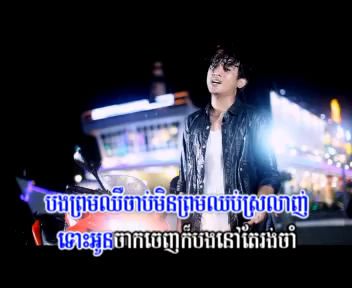 បងព្រមឈឺចាប់មិនព្រមឈប់ស្រលាញ់
ទោះអូនចាកចេញក៏បងនៅតែរង់ចាំ